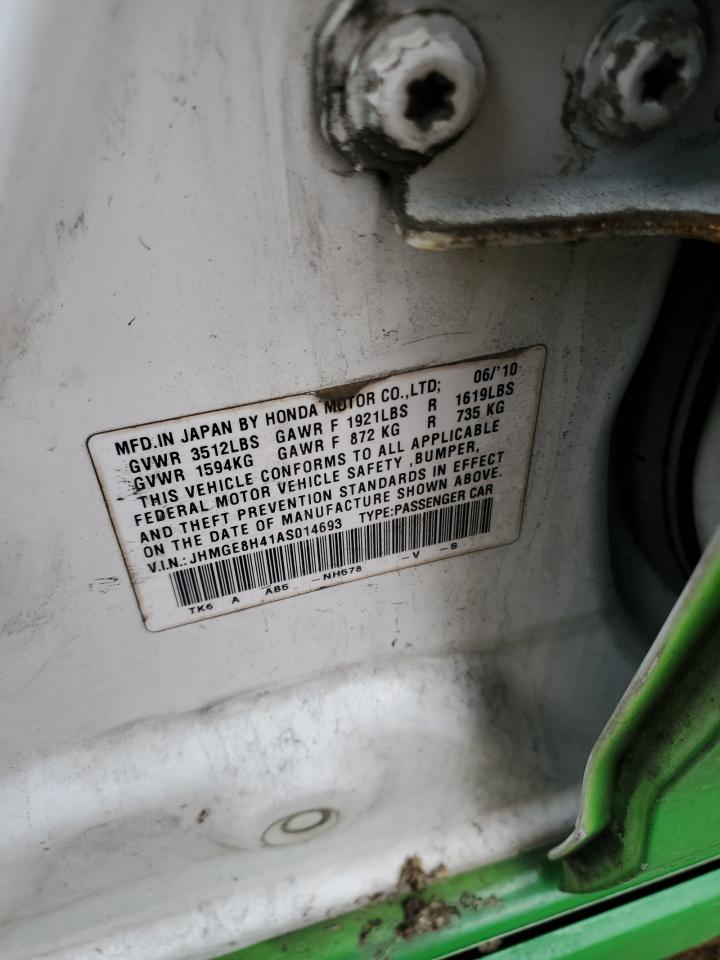 MFD.IN JAPAN BY HONDA MOTOR CO.,LTD; 06/'10
GVWR 3512LBS GAWR F 1921LBS R 1619LBS
GVWR 1594KG GAWR F 872 KG R 735 KG
THIS VEHICLE CONFORMS TO ALL APPLICABLE
FEDERAL MOTOR VEHICLE SAFETY ,BUMPER,
AND THEFT PREVENTION STANDARDS IN EFFECT
ON THE DATE OF MANUFACTURE SHOWN ABOVE.
V.I.N.: JHMGE8H41AS014693 TYPE:PASSENGER CAR
TK6 A AB5 -NH578 -V -S